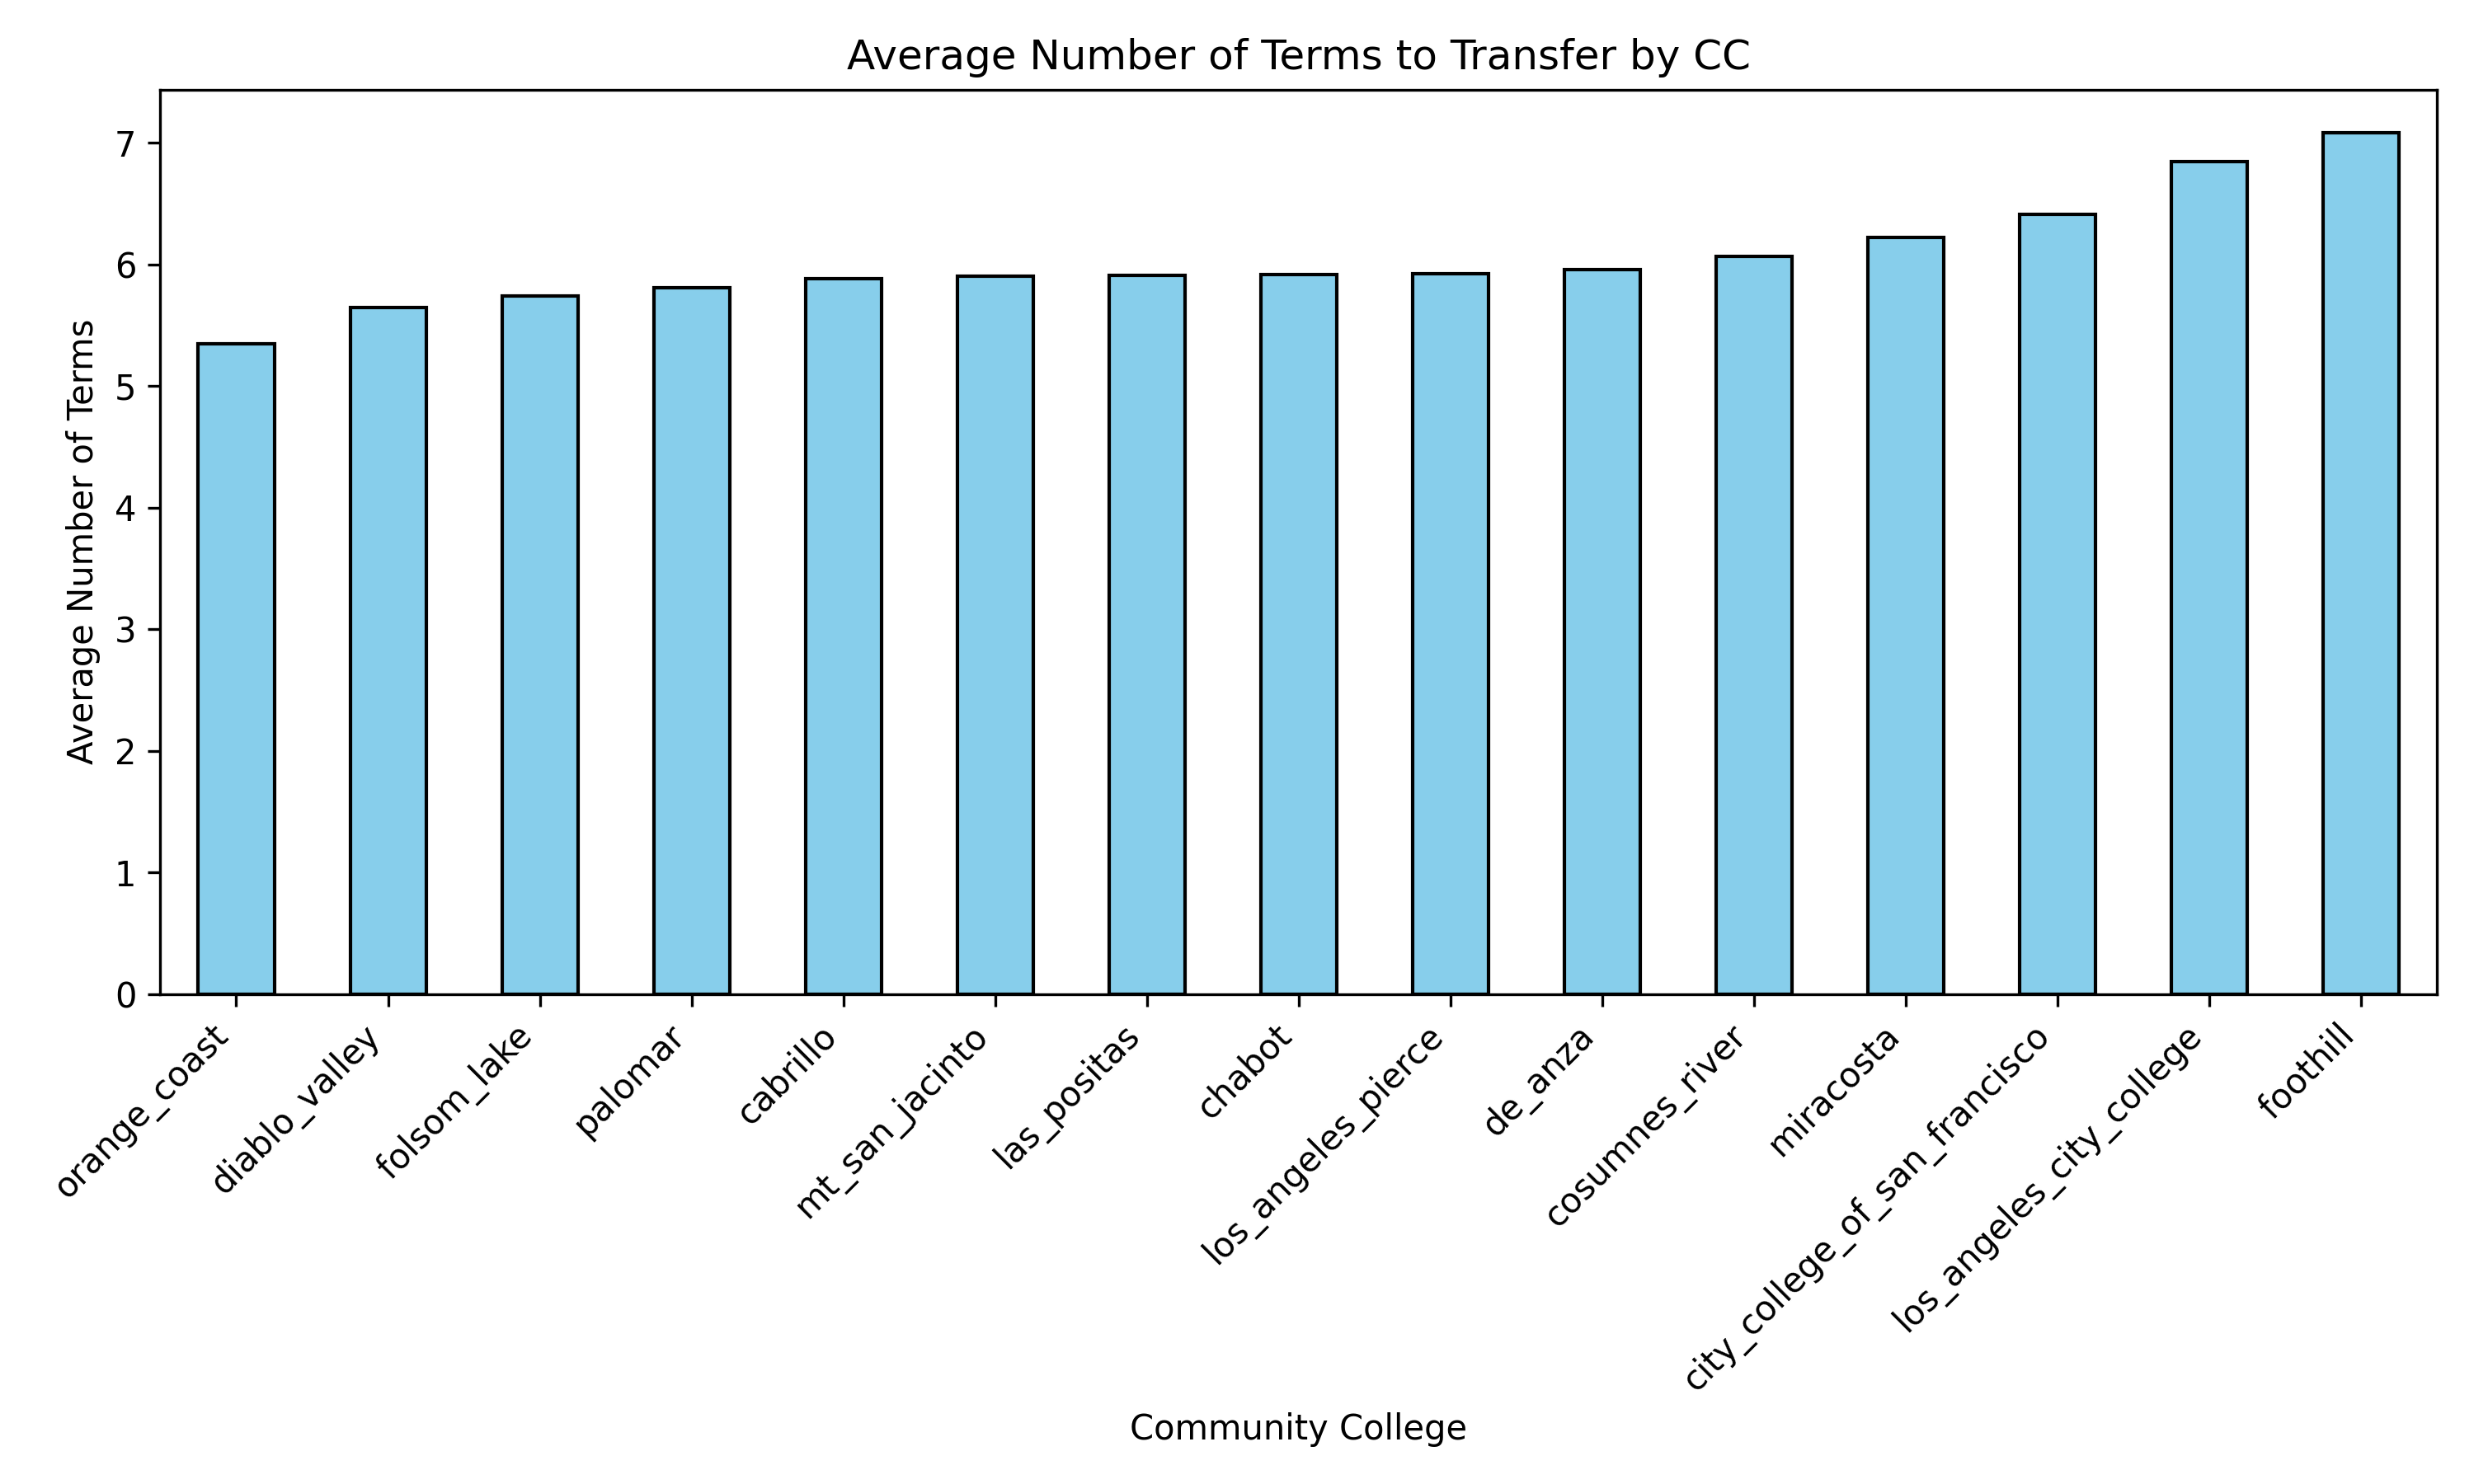 Average Number of Terms to Transfer by CC
Average Number of Terms
7
6
5
4
3
2
1
0
orange_coast
diablo_valley
folsom_lake
palomar
cabrillo
mt_san_jacinto
las_positas
chabot
los_angeles_pierce
de_anza
cosumnes_river
miracosta
city_college_of_san_francisco
los_angeles_city_college
foothill
Community College